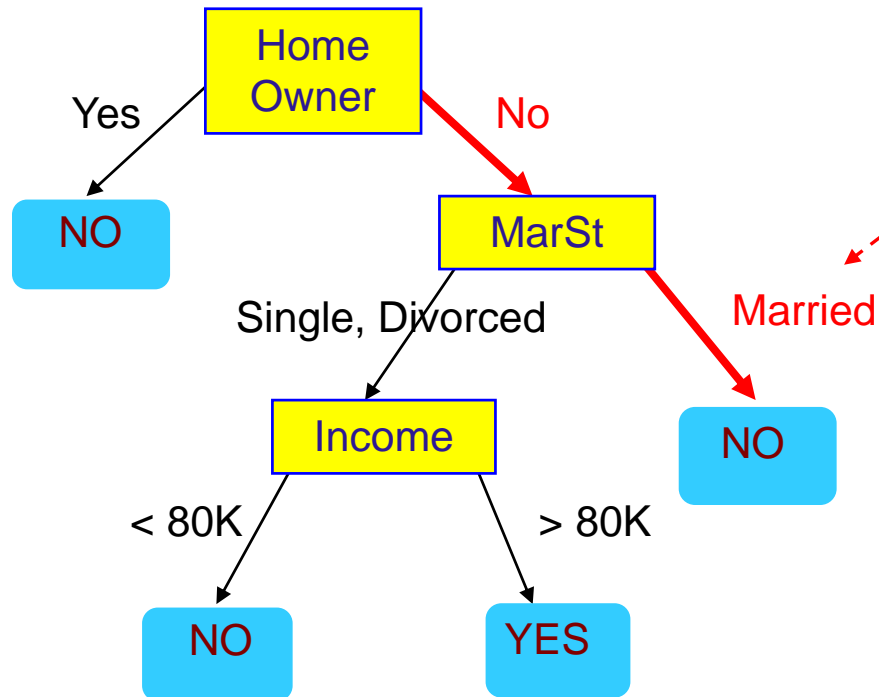 Home
Owner
Yes
No
NO
MarSt
Single, Divorced
Married
Income
NO
< 80K
> 80K
NO
YES